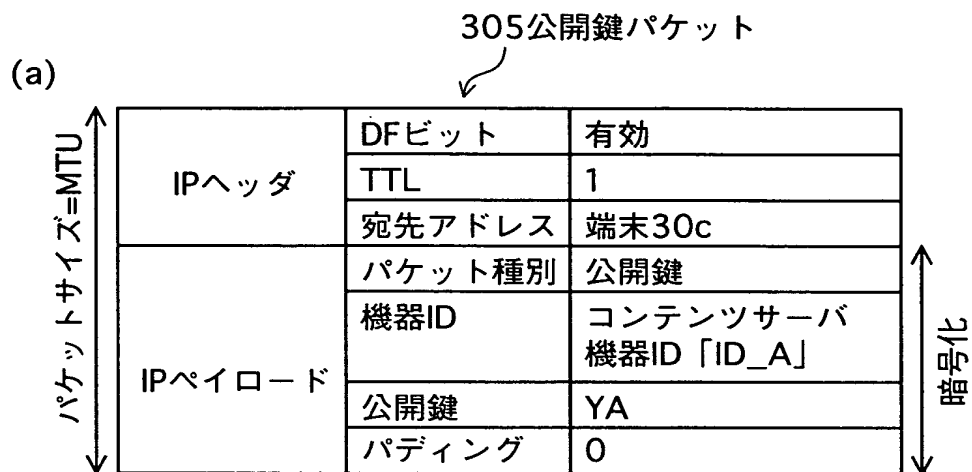 305公開鍵パケット
(a)
パケットサイズ=MTU
IPヘッダ
DFビット
有効
TTL
1
宛先アドレス
端末30c
IPペイロード
パケット種別
公開鍵
機器ID
コンテンツサーバ
機器ID「ID_A」
公開鍵
YA
パディング
0
暗号化